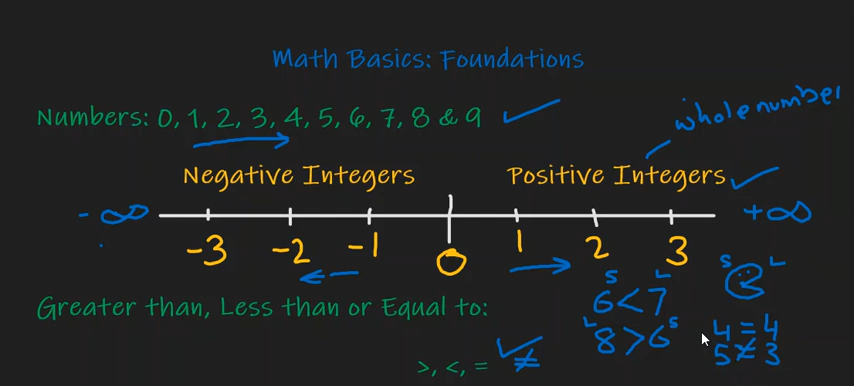 Math Basics: Foundations
Numbers: 0, 1, 2, 3, 4, 5, 6, 7, 8 & 9
whole number
Negative Integers
Positive Integers
- ∞
+∞
-3 -2 -1 0 1 2 3
Greater than, Less than or Equal to:
S L
6 < 7
L S
8 > 6
S L
4 = 4
5 ≠ 3
>, <, = ≠